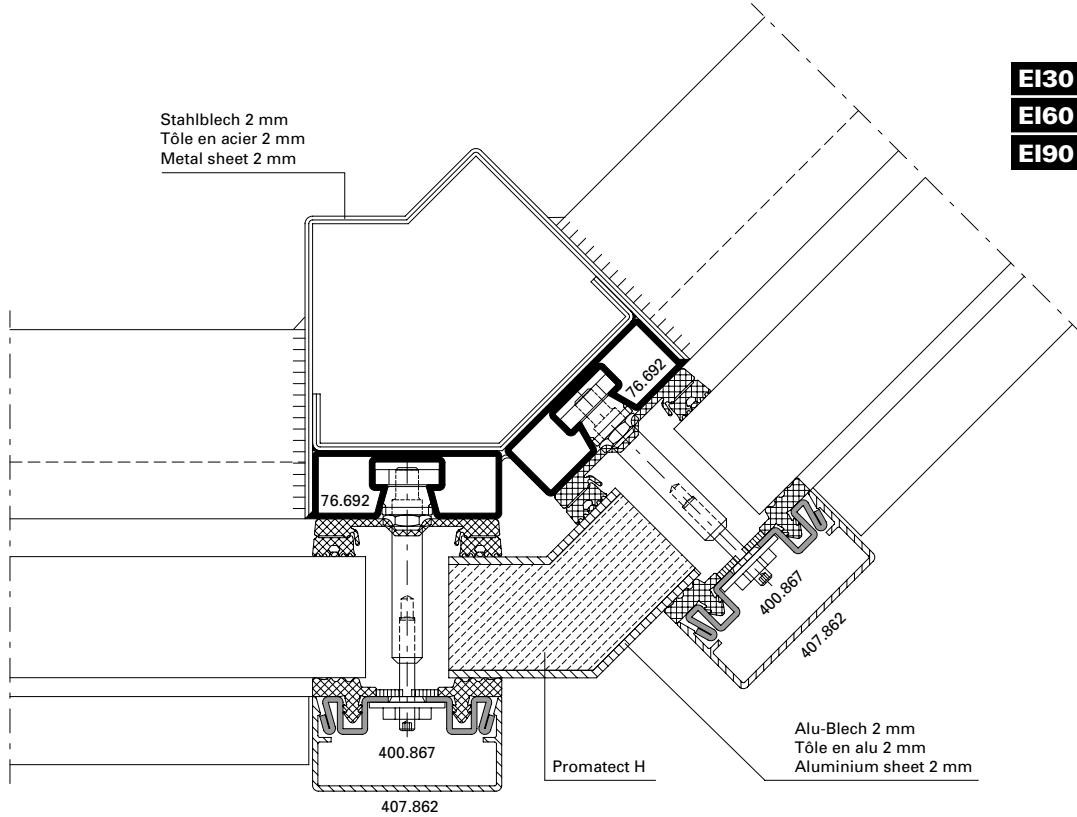 EI30
EI60
EI90
Stahlblech 2 mm
Tôle en acier 2 mm
Metal sheet 2 mm
76.692
76.692
400.867
407.862
400.867
407.862
Promatect H
Alu-Blech 2 mm
Tôle en alu 2 mm
Aluminium sheet 2 mm